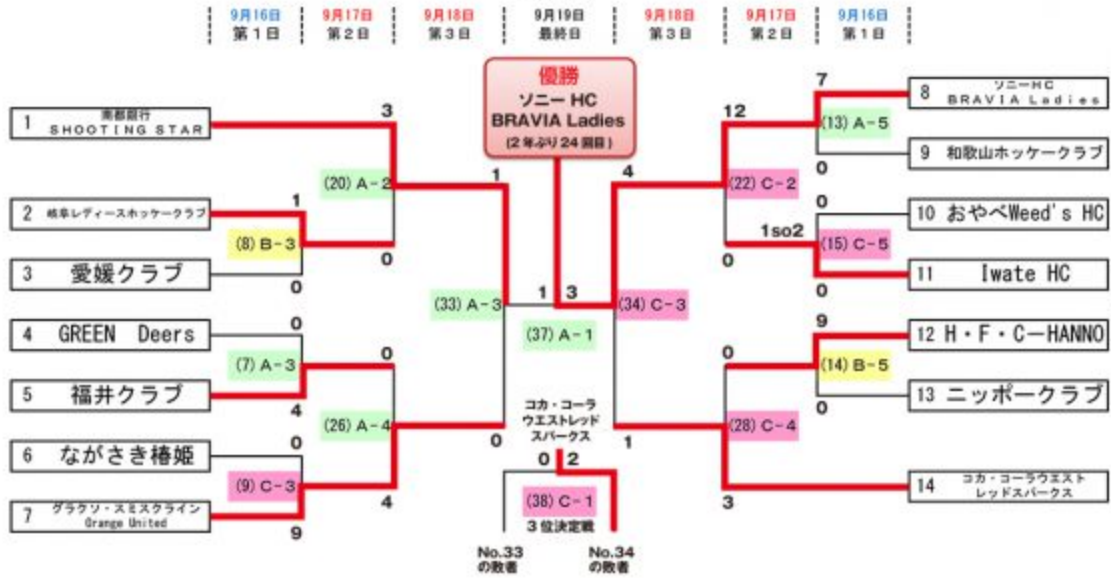 9月16日 9月17日 9月18日 9月19日 9月18日 9月17日 9月16日
第1日 第2日 第3日 最終日 第3日 第2日 第1日
優勝
ソニー HC
BRAVIA Ladies
(2年ぶり24回目)
1 南都銀行
SHOOTING STAR
2 岐阜レディースホッケークラブ
3 愛媛クラブ
4 GREEN Deers
5 福井クラブ
6 ながさき椿姫
7 グラクソ・スミスクライン
Orange United
3
(20) A-2
1
(8) B-3
0
0
0
(7) A-3
4
0
(26) A-4
0
(9) C-3
9
4
1
(33) A-3
0
1 3
(37) A-1
コカ・コーラ
ウエストレッド
スパークス
0 2
(38) C-1
3位決定戦
No.33
の敗者
No.34
の敗者
4
(34) C-3
1
12
(22) C-2
1so2
0
0
(28) C-4
3
7
(13) A-5
0
0
(15) C-5
0
9
(14) B-5
0
8 ソニーHC
BRAVIA Ladies
9 和歌山ホッケークラブ
10 おやべWeed's HC
11 Iwate HC
12 H・F・C-HANNO
13 ニッポークラブ
14 コカ・コーラウエスト
レッドスパークス